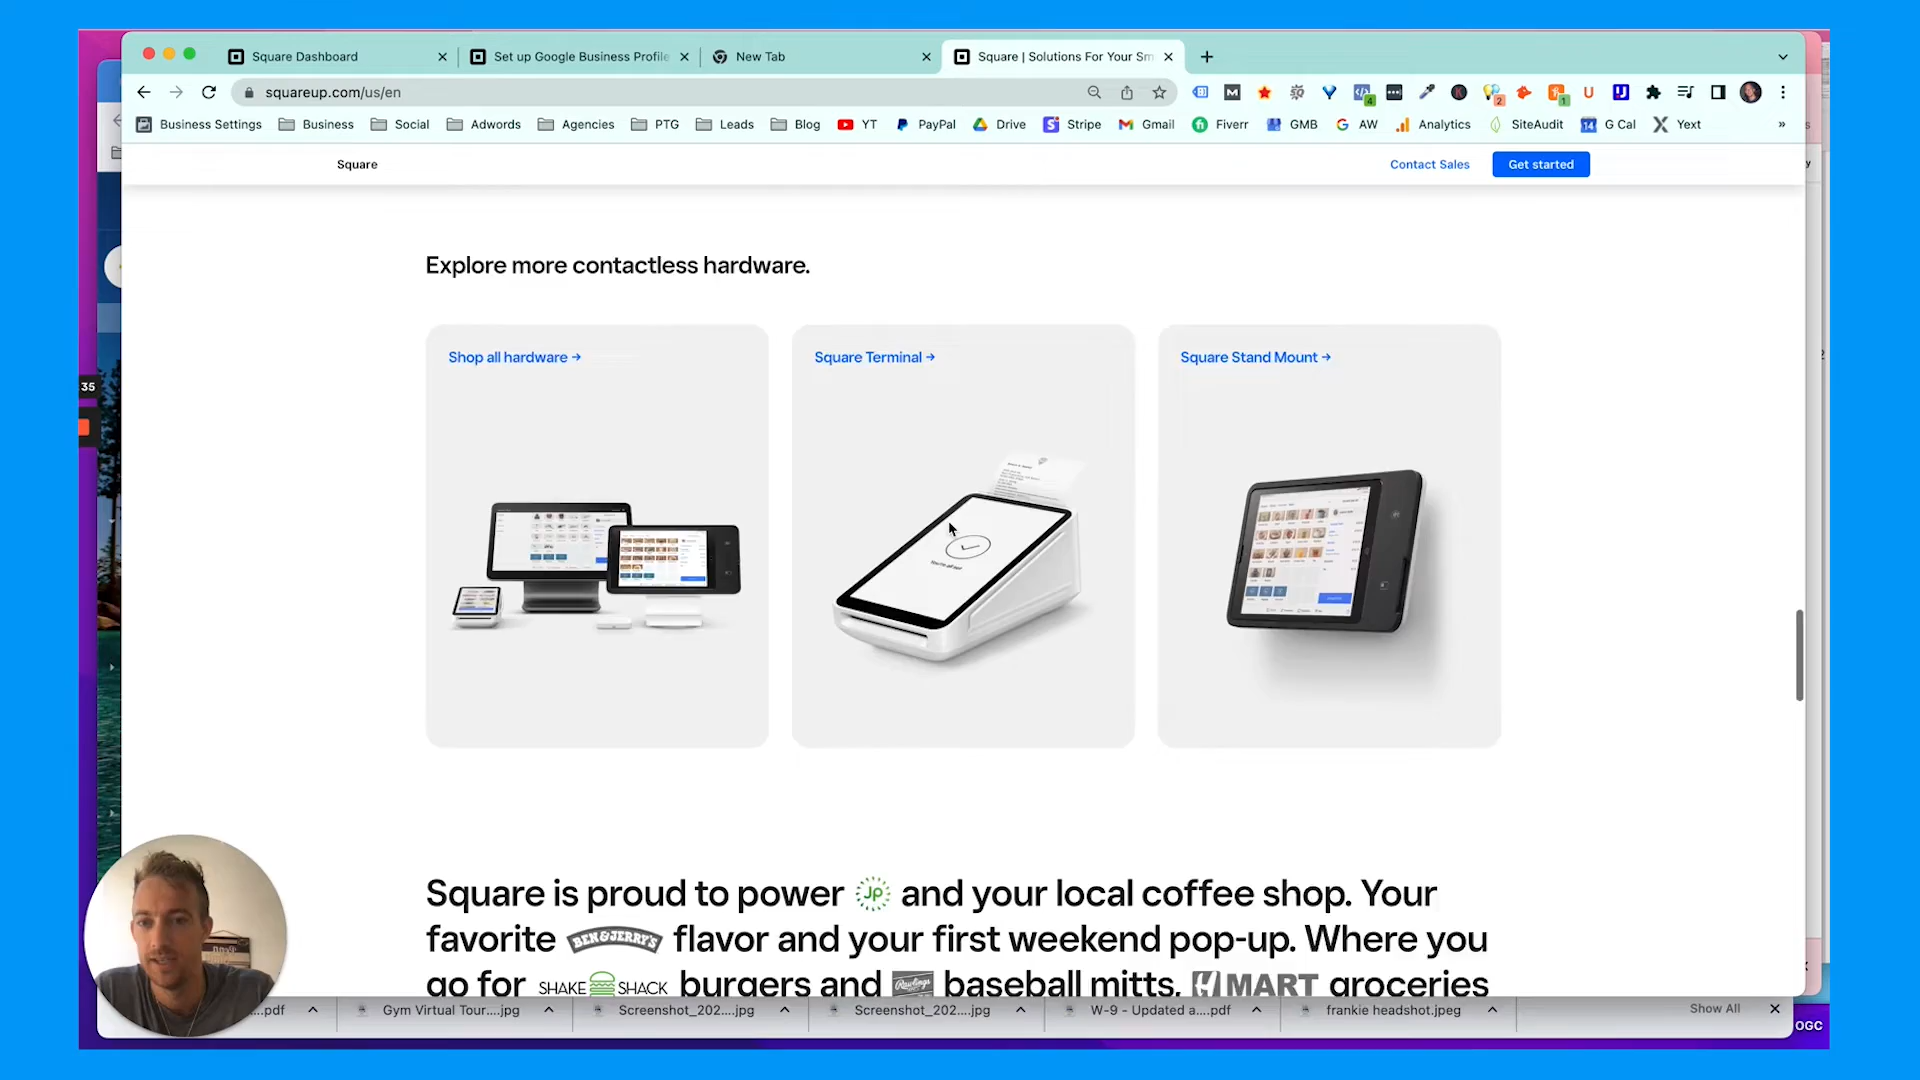 Square Dashboard
Set up Google Business Profile
New Tab
Square | Solutions For Your Sm
squareup.com/us/en
Business Settings
Business
Social
Adwords
Agencies
PTG
Leads
Blog
YT
PayPal
Drive
Stripe
Gmail
Fiverr
GMB
AW
Analytics
SiteAudit
G Cal
Yext
»
Square
Contact Sales
Get started
Explore more contactless hardware.
Shop all hardware →
Square Terminal →
Square Stand Mount →
35
Square is proud to power JP and your local coffee shop. Your
favorite BEN&JERRY'S flavor and your first weekend pop-up. Where you
go for SHAKE SHACK burgers and Rawlings baseball mitts, H MART groceries
....pdf
Gym Virtual Tour....jpg
Screenshot_202....jpg
Screenshot_202....jpg
W-9 - Updated a....pdf
frankie headshot.jpeg
Show All
OGC